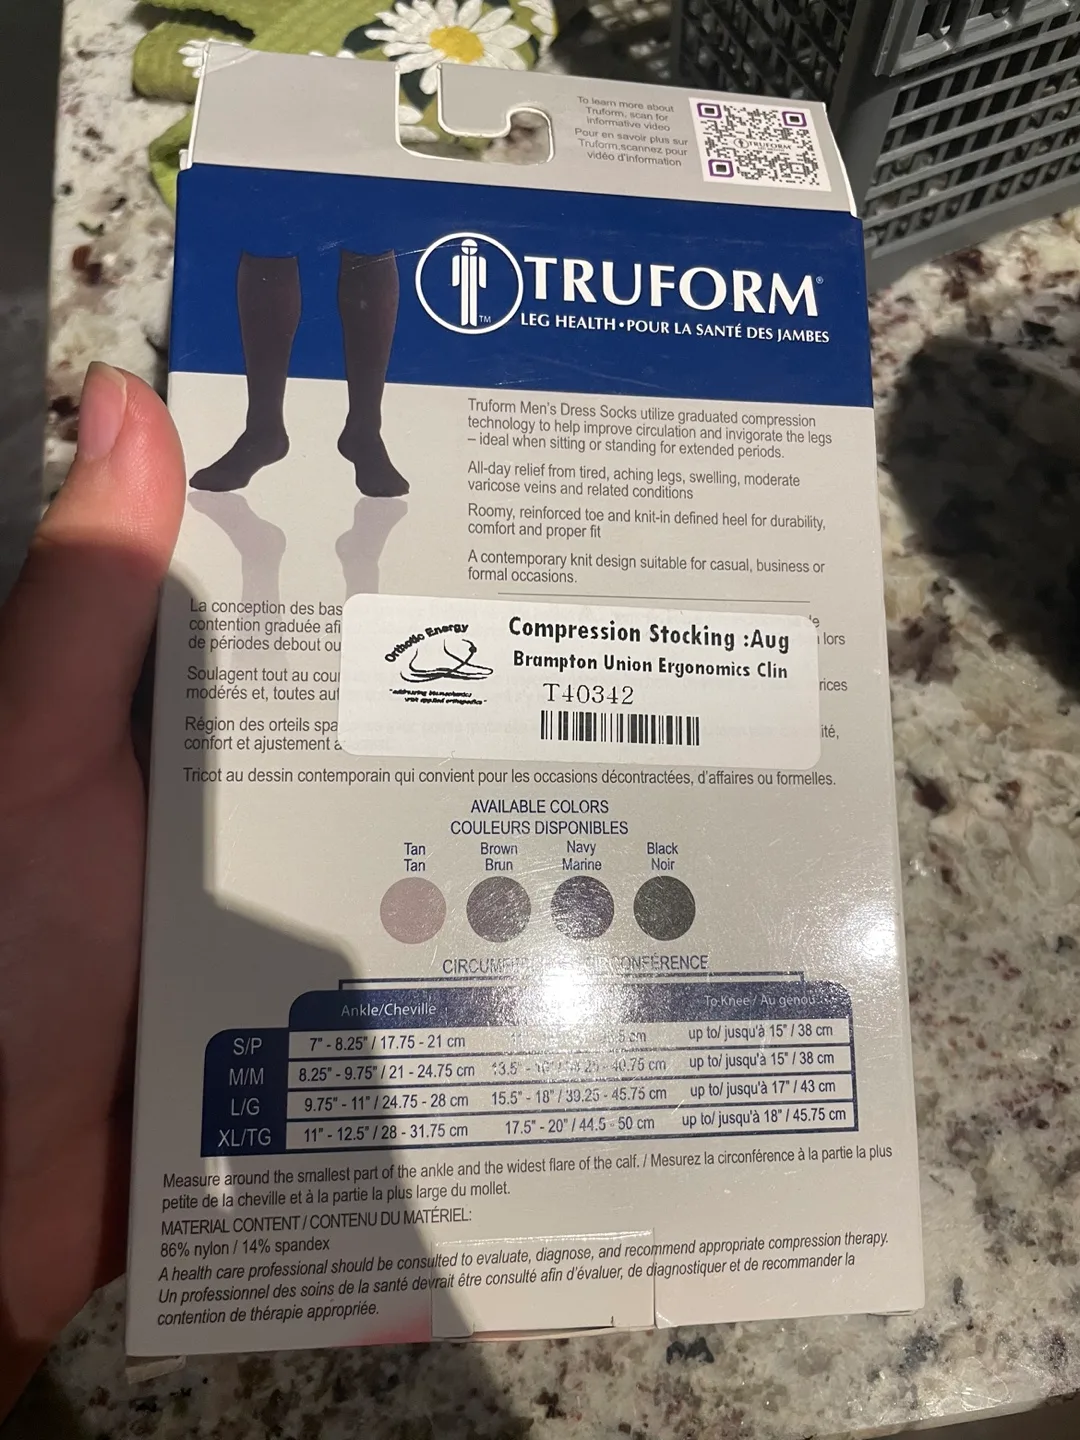 To learn more about
Truform, scan for
informative video
Pour en savoir plus sur
Truform,scannez pour
vidéo d'information
TRUFORM
TRUFORM®
TM
LEG HEALTH • POUR LA SANTÉ DES JAMBES
Truform Men's Dress Socks utilize graduated compression
technology to help improve circulation and invigorate the legs
– ideal when sitting or standing for extended periods.
All-day relief from tired, aching legs, swelling, moderate
varicose veins and related conditions
Roomy, reinforced toe and knit-in defined heel for durability,
comfort and proper fit
A contemporary knit design suitable for casual, business or
formal occasions.
La conception des bas
contention graduée afi
lors
de périodes debout ou
Soulagent tout au cour
rices
modérés et, toutes aut
Région des orteils spa
ité,
confort et ajustement a
Orthotic Energy
Compression Stocking :Aug
Brampton Union Ergonomics Clin
T40342
Tricot au dessin contemporain qui convient pour les occasions décontractées, d'affaires ou formelles.
AVAILABLE COLORS
COULEURS DISPONIBLES
Tan Brown Navy Black
Tan Brun Marine Noir
Ankle/Cheville To Knee / Au genou
S/P 7" - 8.25" / 17.75 - 21 cm up to/ jusqu'à 15" / 38 cm
M/M 8.25" - 9.75" / 21 - 24.75 cm 40.75 cm up to/ jusqu'à 15" / 38 cm
L/G 9.75" - 11" / 24.75 - 28 cm 15.5" - 18" / 39.25 - 45.75 cm up to/ jusqu'à 17" / 43 cm
XL/TG 11" - 12.5" / 28 - 31.75 cm 17.5" - 20" / 44.5 - 50 cm up to/ jusqu'à 18" / 45.75 cm
Measure around the smallest part of the ankle and the widest flare of the calf. / Mesurez la circonférence à la partie la plus
petite de la cheville et à la partie la plus large du mollet.
MATERIAL CONTENT / CONTENU DU MATÉRIEL:
86% nylon / 14% spandex
A health care professional should be consulted to evaluate, diagnose, and recommend appropriate compression therapy.
Un professionnel des soins de la santé devrait être consulté afin d'évaluer, de diagnostiquer et de recommander la
contention de thérapie appropriée.